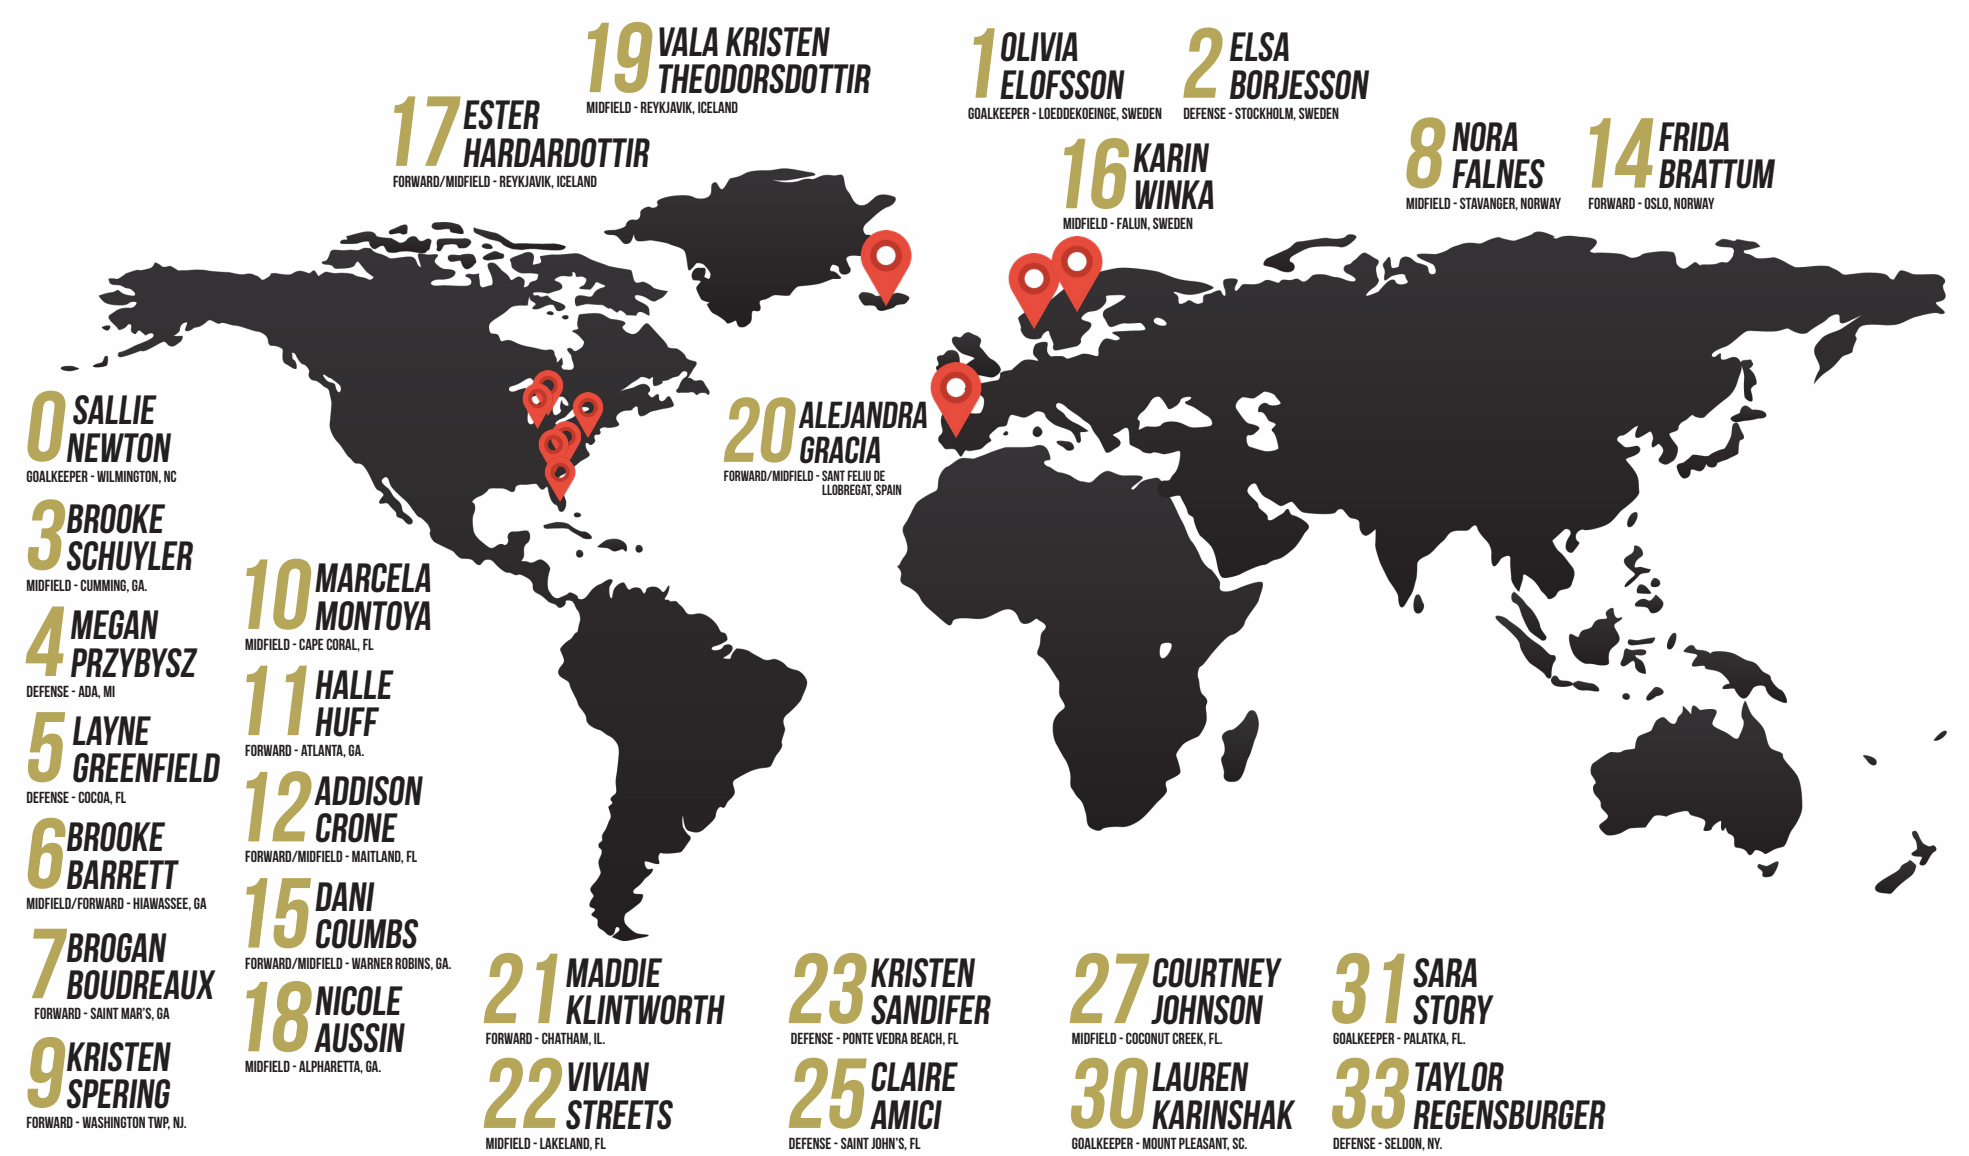 19 VALA KRISTEN
THEODORSDOTTIR
MIDFIELD - REYKJAVIK, ICELAND
17 ESTER
HARDARDOTTIR
FORWARD/MIDFIELD - REYKJAVIK, ICELAND
1 OLIVIA
ELOFSSON
GOALKEEPER - LOEDDEKOEINGE, SWEDEN
2 ELSA
BORJESSON
DEFENSE - STOCKHOLM, SWEDEN
16 KARIN
WINKA
MIDFIELD - FALUN, SWEDEN
8 NORA
FALNES
MIDFIELD - STAVANGER, NORWAY
14 FRIDA
BRATTUM
FORWARD - OSLO, NORWAY
20 ALEJANDRA
GRACIA
FORWARD/MIDFIELD - SANT FELIU DE
LLOBREGAT, SPAIN
0 SALLIE
NEWTON
GOALKEEPER - WILMINGTON, NC
3 BROOKE
SCHUYLER
MIDFIELD - CUMMING, GA.
4 MEGAN
PRZYBYSZ
DEFENSE - ADA, MI
5 LAYNE
GREENFIELD
DEFENSE - COCOA, FL
6 BROOKE
BARRETT
MIDFIELD/FORWARD - HIAWASSEE, GA
7 BROGAN
BOUDREAUX
FORWARD - SAINT MAR'S, GA
9 KRISTEN
SPERING
FORWARD - WASHINGTON TWP, NJ.
10 MARCELA
MONTOYA
MIDFIELD - CAPE CORAL, FL
11 HALLE
HUFF
FORWARD - ATLANTA, GA.
12 ADDISON
CRONE
FORWARD/MIDFIELD - MAITLAND, FL
15 DANI
COUMBS
FORWARD/MIDFIELD - WARNER ROBINS, GA.
18 NICOLE
AUSSIN
MIDFIELD - ALPHARETTA, GA.
21 MADDIE
KLINTWORTH
FORWARD - CHATHAM, IL.
22 VIVIAN
STREETS
MIDFIELD - LAKELAND, FL
23 KRISTEN
SANDIFER
DEFENSE - PONTE VEDRA BEACH, FL
25 CLAIRE
AMICI
DEFENSE - SAINT JOHN'S, FL
27 COURTNEY
JOHNSON
MIDFIELD - COCONUT CREEK, FL.
30 LAUREN
KARINSHAK
GOALKEEPER - MOUNT PLEASANT, SC.
31 SARA
STORY
GOALKEEPER - PALATKA, FL.
33 TAYLOR
REGENSBURGER
DEFENSE - SELDON, NY.